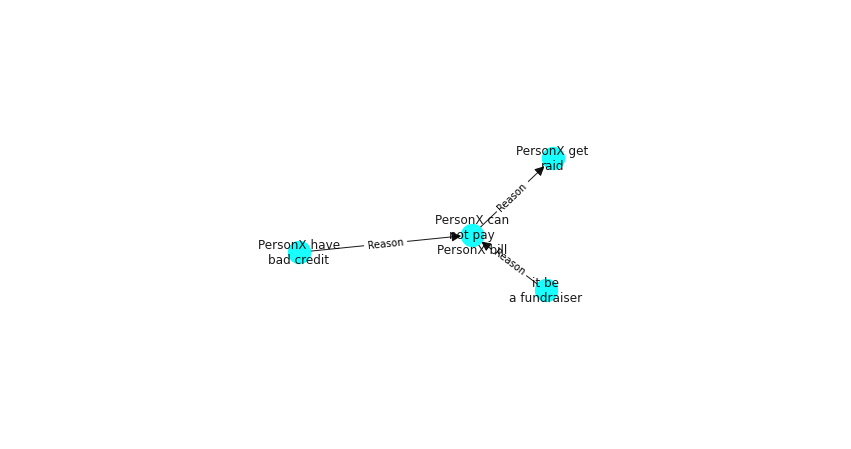 PersonX get
raid
Reason
PersonX can
not pay
PersonX bill
Reason
PersonX have
bad credit
Reason
it be
a fundraiser